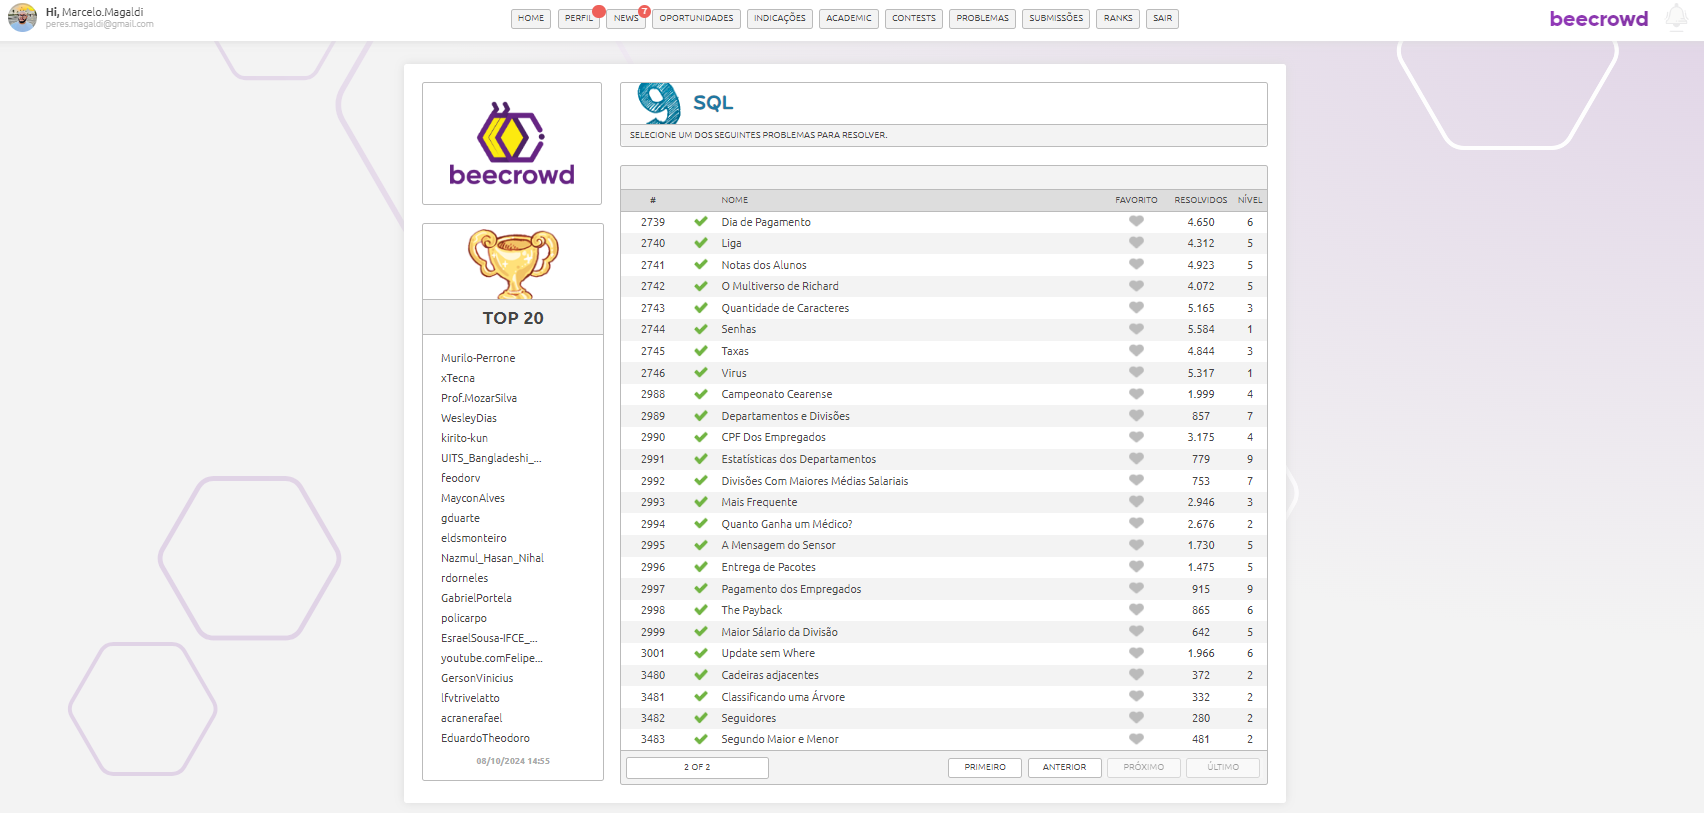 Hi, Marcelo.Magaldi
peres.magaldi@gmail.com
HOME PERFIL NEWS 7 OPORTUNIDADES INDICAÇÕES ACADEMIC CONTESTS PROBLEMAS SUBMISSÕES RANKS SAIR
beecrowd
beecrowd
9 SQL
SELECIONE UM DOS SEGUINTES PROBLEMAS PARA RESOLVER.
TOP 20
Murilo-Perrone
xTecna
Prof.MozarSilva
WesleyDias
kirito-kun
UITS_Bangladeshi_...
feodorv
MayconAlves
gduarte
eldsmonteiro
Nazmul_Hasan_Nihal
rdorneles
GabrielPortela
policarpo
EsraelSousa-IFCE_...
youtube.comFelipe...
GersonVinicius
lfvtrivelatto
acranerafael
EduardoTheodoro
08/10/2024 14:55
# NOME FAVORITO RESOLVIDOS NÍVEL
2739 Dia de Pagamento 4.650 6
2740 Liga 4.312 5
2741 Notas dos Alunos 4.923 5
2742 O Multiverso de Richard 4.072 5
2743 Quantidade de Caracteres 5.165 3
2744 Senhas 5.584 1
2745 Taxas 4.844 3
2746 Virus 5.317 1
2988 Campeonato Cearense 1.999 4
2989 Departamentos e Divisões 857 7
2990 CPF Dos Empregados 3.175 4
2991 Estatísticas dos Departamentos 779 9
2992 Divisões Com Maiores Médias Salariais 753 7
2993 Mais Frequente 2.946 3
2994 Quanto Ganha um Médico? 2.676 2
2995 A Mensagem do Sensor 1.730 5
2996 Entrega de Pacotes 1.475 5
2997 Pagamento dos Empregados 915 9
2998 The Payback 865 6
2999 Maior Sálario da Divisão 642 5
3001 Update sem Where 1.966 6
3480 Cadeiras adjacentes 372 2
3481 Classificando uma Árvore 332 2
3482 Seguidores 280 2
3483 Segundo Maior e Menor 481 2
2 OF 2 PRIMEIRO ANTERIOR PRÓXIMO ÚLTIMO